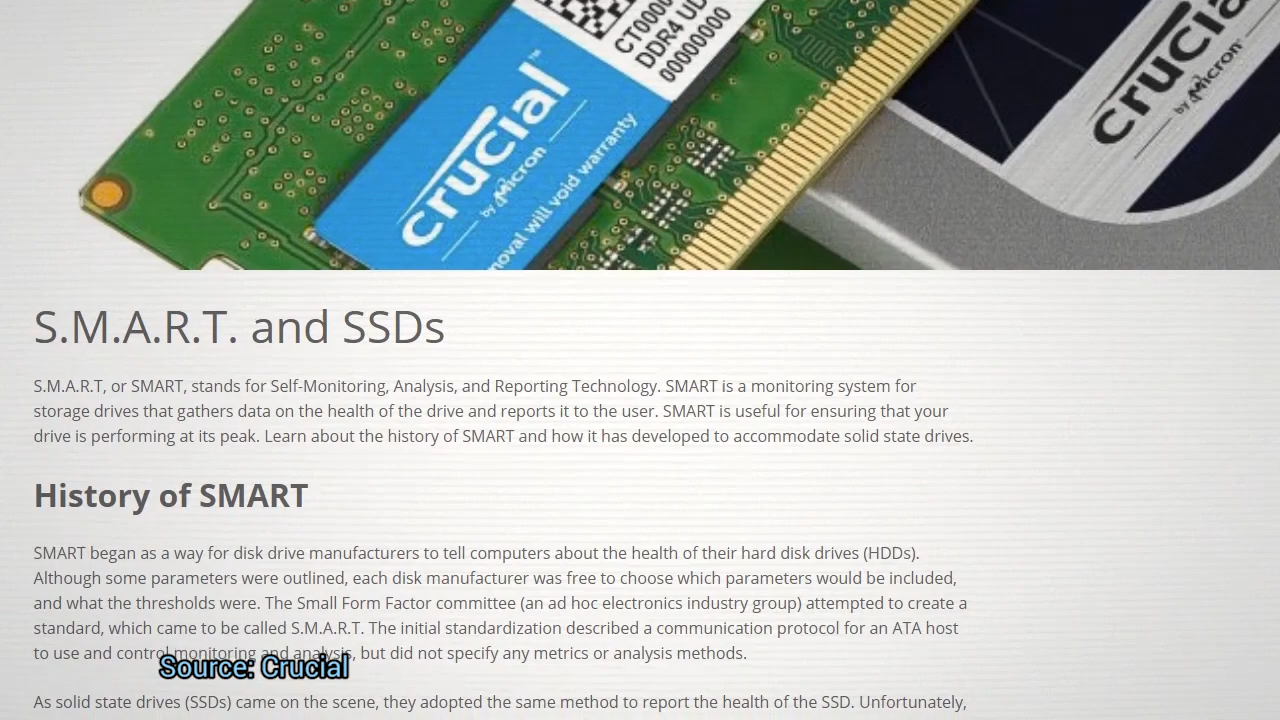 CT0000
DDR4 UD
00000000
crucial™
by Micron
moval will void warranty
crucial
by Micron
S.M.A.R.T. and SSDs
S.M.A.R.T, or SMART, stands for Self-Monitoring, Analysis, and Reporting Technology. SMART is a monitoring system for
storage drives that gathers data on the health of the drive and reports it to the user. SMART is useful for ensuring that your
drive is performing at its peak. Learn about the history of SMART and how it has developed to accommodate solid state drives.
History of SMART
SMART began as a way for disk drive manufacturers to tell computers about the health of their hard disk drives (HDDs).
Although some parameters were outlined, each disk manufacturer was free to choose which parameters would be included,
and what the thresholds were. The Small Form Factor committee (an ad hoc electronics industry group) attempted to create a
standard, which came to be called S.M.A.R.T. The initial standardization described a communication protocol for an ATA host
to use and control monitoring and analysis, but did not specify any metrics or analysis methods.
Source: Crucial
As solid state drives (SSDs) came on the scene, they adopted the same method to report the health of the SSD. Unfortunately,